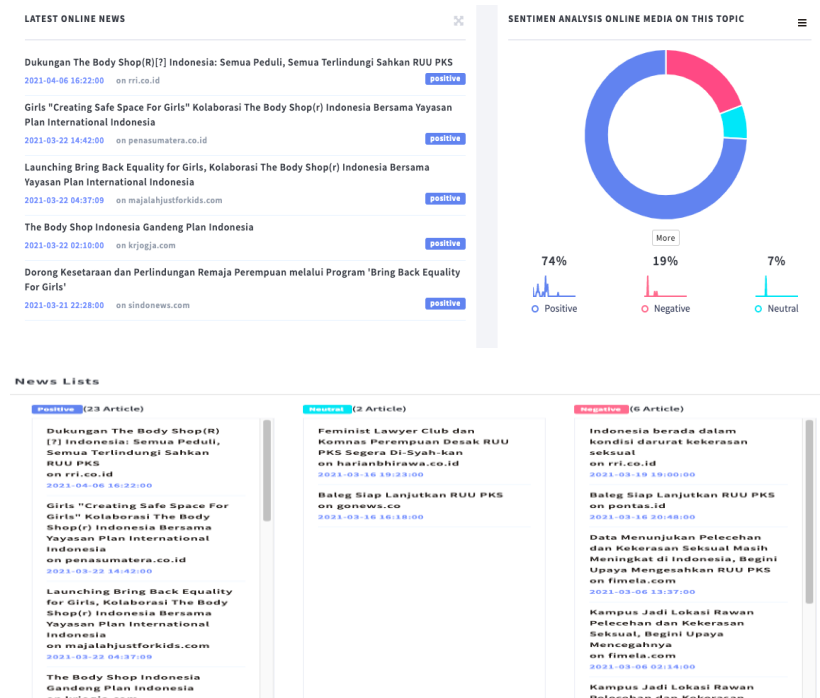 LATEST ONLINE NEWS
Dukungan The Body Shop(R)[?] Indonesia: Semua Peduli, Semua Terlindungi Sahkan RUU PKS
2021-04-06 16:22:00 on rri.co.id positive
Girls "Creating Safe Space For Girls" Kolaborasi The Body Shop(r) Indonesia Bersama Yayasan
Plan International Indonesia
2021-03-22 14:42:00 on penasumatera.co.id positive
Launching Bring Back Equality for Girls, Kolaborasi The Body Shop(r) Indonesia Bersama
Yayasan Plan International Indonesia
2021-03-22 04:37:09 on majalahjustforkids.com positive
The Body Shop Indonesia Gandeng Plan Indonesia
2021-03-22 02:10:00 on krjogja.com positive
Dorong Kesetaraan dan Perlindungan Remaja Perempuan melalui Program 'Bring Back Equality
For Girls'
2021-03-21 22:28:00 on sindonews.com positive
SENTIMEN ANALYSIS ONLINE MEDIA ON THIS TOPIC
More
74% 19% 7%
Positive Negative Neutral
News Lists
Positive (23 Article)
Dukungan The Body Shop(R)
[?] Indonesia: Semua Peduli,
Semua Terlindungi Sahkan
RUU PKS
on rri.co.id
2021-04-06 16:22:00
Girls "Creating Safe Space For
Girls" Kolaborasi The Body
Shop(r) Indonesia Bersama
Yayasan Plan International
Indonesia
on penasumatera.co.id
2021-03-22 14:42:00
Launching Bring Back Equality
for Girls, Kolaborasi The Body
Shop(r) Indonesia Bersama
Yayasan Plan International
Indonesia
on majalahjustforkids.com
2021-03-22 04:37:09
The Body Shop Indonesia
Gandeng Plan Indonesia
Neutral (2 Article)
Feminist Lawyer Club dan
Komnas Perempuan Desak RUU
PKS Segera Di-Syah-kan
on harianbhirawa.co.id
2021-03-16 19:23:00
Baleg Siap Lanjutkan RUU PKS
on gonews.co
2021-03-16 16:18:00
Negative (6 Article)
Indonesia berada dalam
kondisi darurat kekerasan
seksual
on rri.co.id
2021-03-19 19:00:00
Baleg Siap Lanjutkan RUU PKS
on pontas.id
2021-03-16 20:48:00
Data Menunjukan Pelecehan
dan Kekerasan Seksual Masih
Meningkat di Indonesia, Begini
Upaya Mengesahkan RUU PKS
on fimela.com
2021-03-06 13:37:00
Kampus Jadi Lokasi Rawan
Pelecehan dan Kekerasan
Seksual, Begini Upaya
Mencegahnya
on fimela.com
2021-03-06 02:14:00
Kampus Jadi Lokasi Rawan